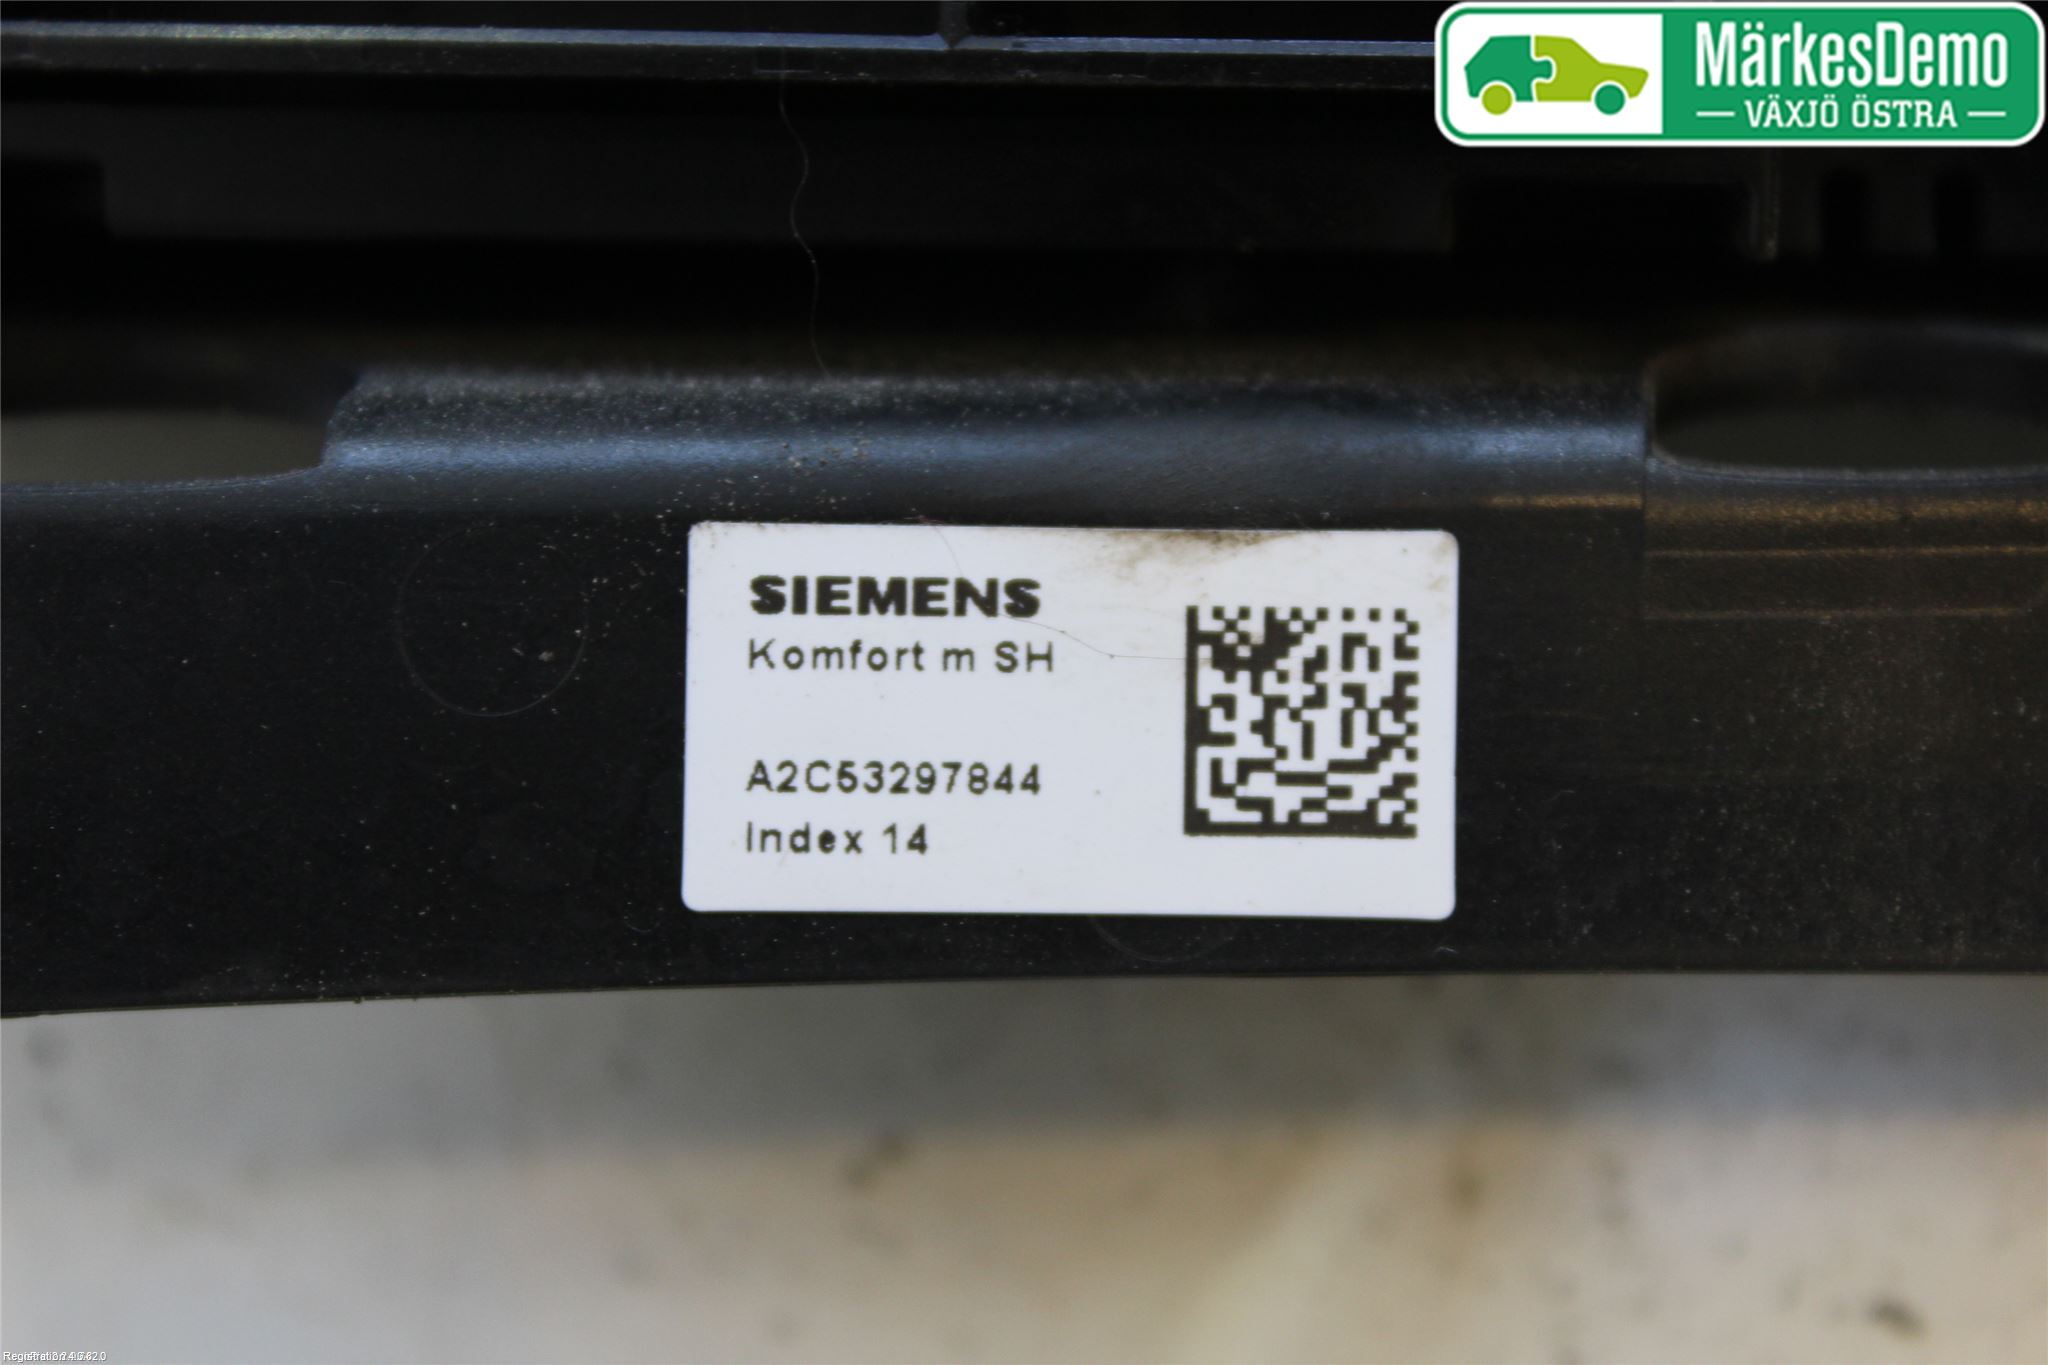 MärkesDemo
VÄXJÖ ÖSTRA
SIEMENS
Komfort m SH
A2C53297844
Index 14